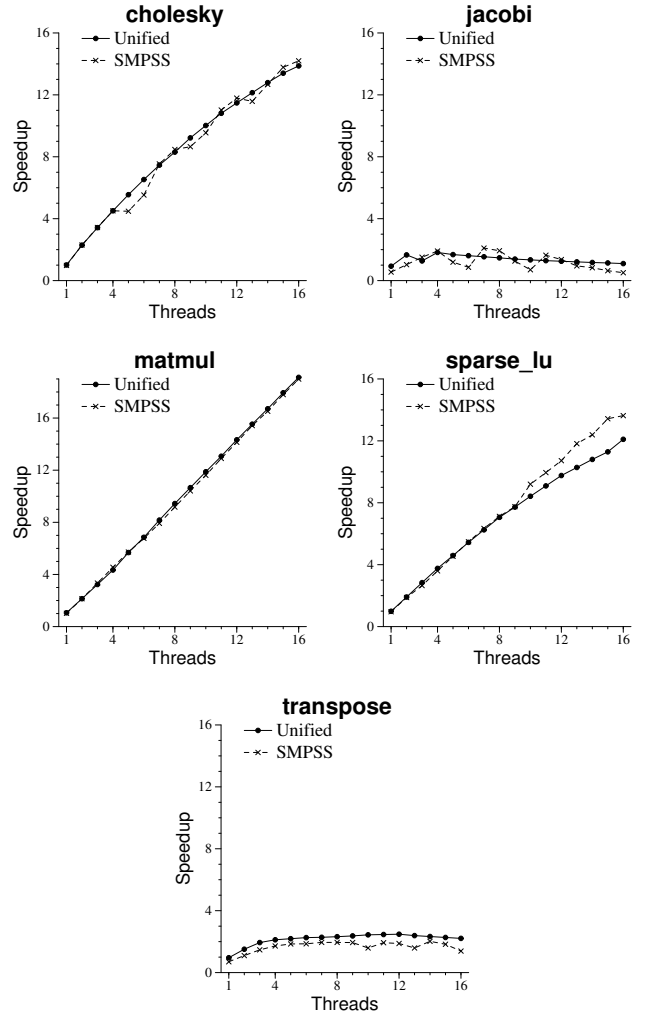 cholesky
16
12
8
4
0
Speedup
Unified
SMPSS
1 4 8 12 16
Threads
jacobi
16
12
8
4
0
Speedup
Unified
SMPSS
1 4 8 12 16
Threads
matmul
16
12
8
4
0
Speedup
Unified
SMPSS
1 4 8 12 16
Threads
sparse_lu
16
12
8
4
0
Speedup
Unified
SMPSS
1 4 8 12 16
Threads
transpose
16
12
8
4
0
Speedup
Unified
SMPSS
1 4 8 12 16
Threads